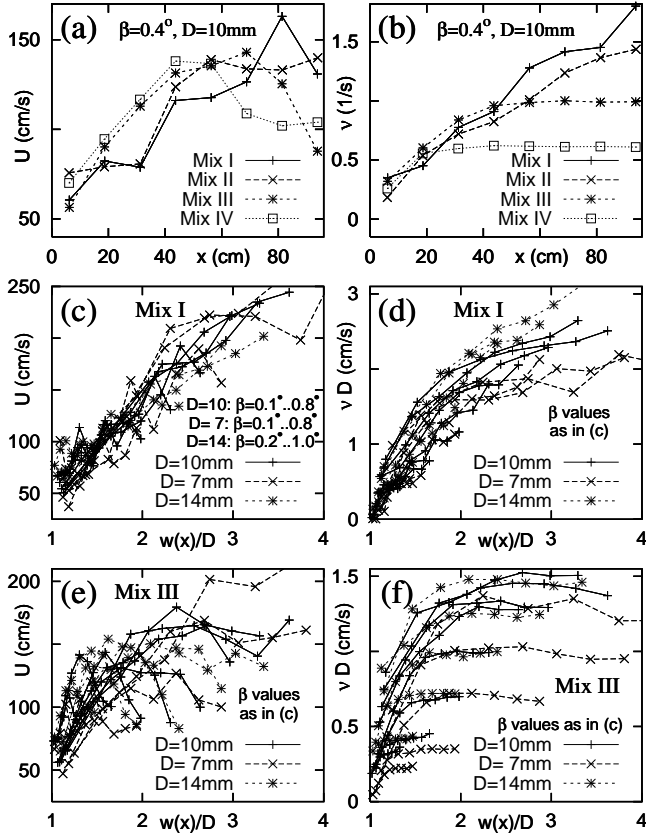 (a) β=0.4°, D=10mm
150
50
U (cm/s)
Mix I
Mix II
Mix III
Mix IV
0 20 40 60 80
x (cm)
(b) β=0.4°, D=10mm
1.5
1
0.5
0
ν (1/s)
Mix I
Mix II
Mix III
Mix IV
0 20 40 60 80
x (cm)
(c) Mix I
250
100
50
U (cm/s)
D=10: β=0.1°..0.8°
D= 7: β=0.1°..0.8°
D=14: β=0.2°..1.0°
D=10mm
D= 7mm
D=14mm
1 2 3 4
w(x)/D
(d) Mix I
3
2
1
0
ν D (cm/s)
β values
as in (c)
D=10mm
D= 7mm
D=14mm
1 2 3 4
w(x)/D
(e) Mix III
200
100
50
U (cm/s)
β values
as in (c)
D=10mm
D= 7mm
D=14mm
1 2 3 4
w(x)/D
(f)
1.5
1
0.5
0
ν D (cm/s)
Mix III
β values as in (c)
D=10mm
D= 7mm
D=14mm
1 2 3 4
w(x)/D